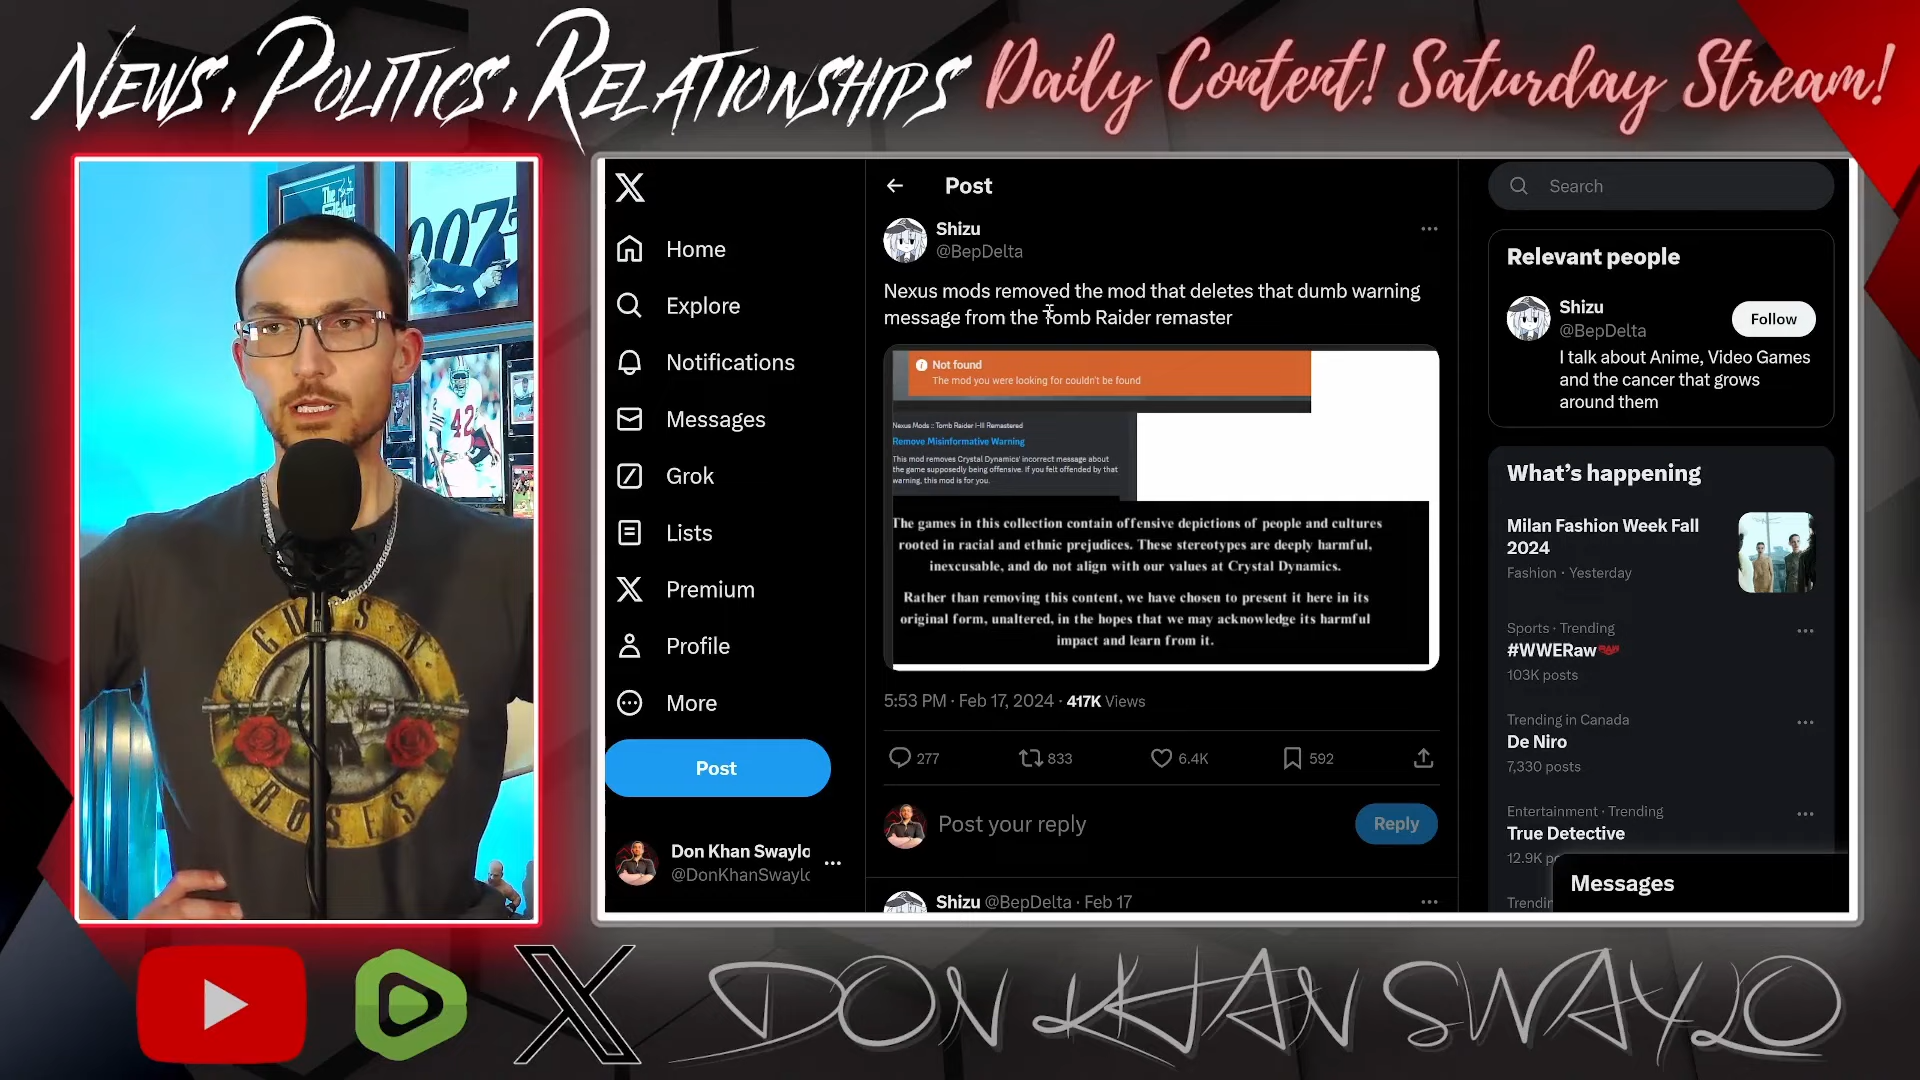 NEWS, POLITICS, RELATIONSHIPS
Daily Content! Saturday Stream!
The
007
42
GUNS N'
ROSES
Home
Explore
Notifications
Messages
Grok
Lists
Premium
Profile
More
Post
Don Khan Swaylo
@DonKhanSwaylo
Post
Shizu
@BepDelta
Nexus mods removed the mod that deletes that dumb warning
message from the Tomb Raider remaster
Not found
The mod you were looking for couldn't be found
Nexus Mods :: Tomb Raider I-III Remastered
Remove Misinformative Warning
This mod removes Crystal Dynamics' incorrect message about
the game supposedly being offensive. If you felt offended by that
warning, this mod is for you.
The games in this collection contain offensive depictions of people and cultures
rooted in racial and ethnic prejudices. These stereotypes are deeply harmful,
inexcusable, and do not align with our values at Crystal Dynamics.
Rather than removing this content, we have chosen to present it here in its
original form, unaltered, in the hopes that we may acknowledge its harmful
impact and learn from it.
5:53 PM · Feb 17, 2024 · 417K Views
277 833 6.4K 592
Post your reply
Reply
Shizu @BepDelta · Feb 17
Search
Relevant people
Shizu
@BepDelta
Follow
I talk about Anime, Video Games
and the cancer that grows
around them
What's happening
Milan Fashion Week Fall
2024
Fashion · Yesterday
Sports · Trending
#WWERaw
103K posts
Trending in Canada
De Niro
7,330 posts
Entertainment · Trending
True Detective
12.9K po
Trendin
Messages
DON KHAN SWAYLO